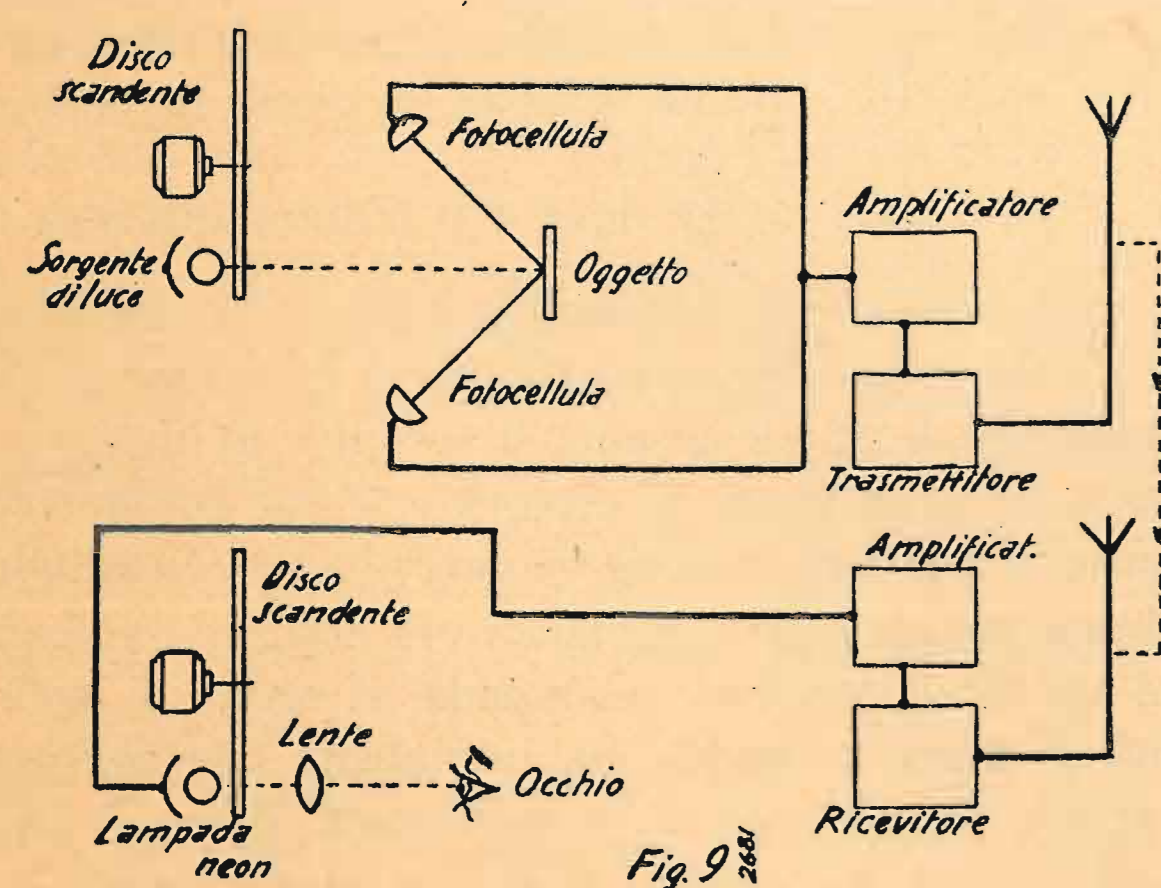 Disco
scandente
Fotocellula
Amplificatore
Sorgente
di luce
Oggetto
Fotocellula
Trasmettitore
Amplificat.
Disco
scandente
Lente
Occhio
Lampada
neon
Ricevitore
Fig. 9
2681